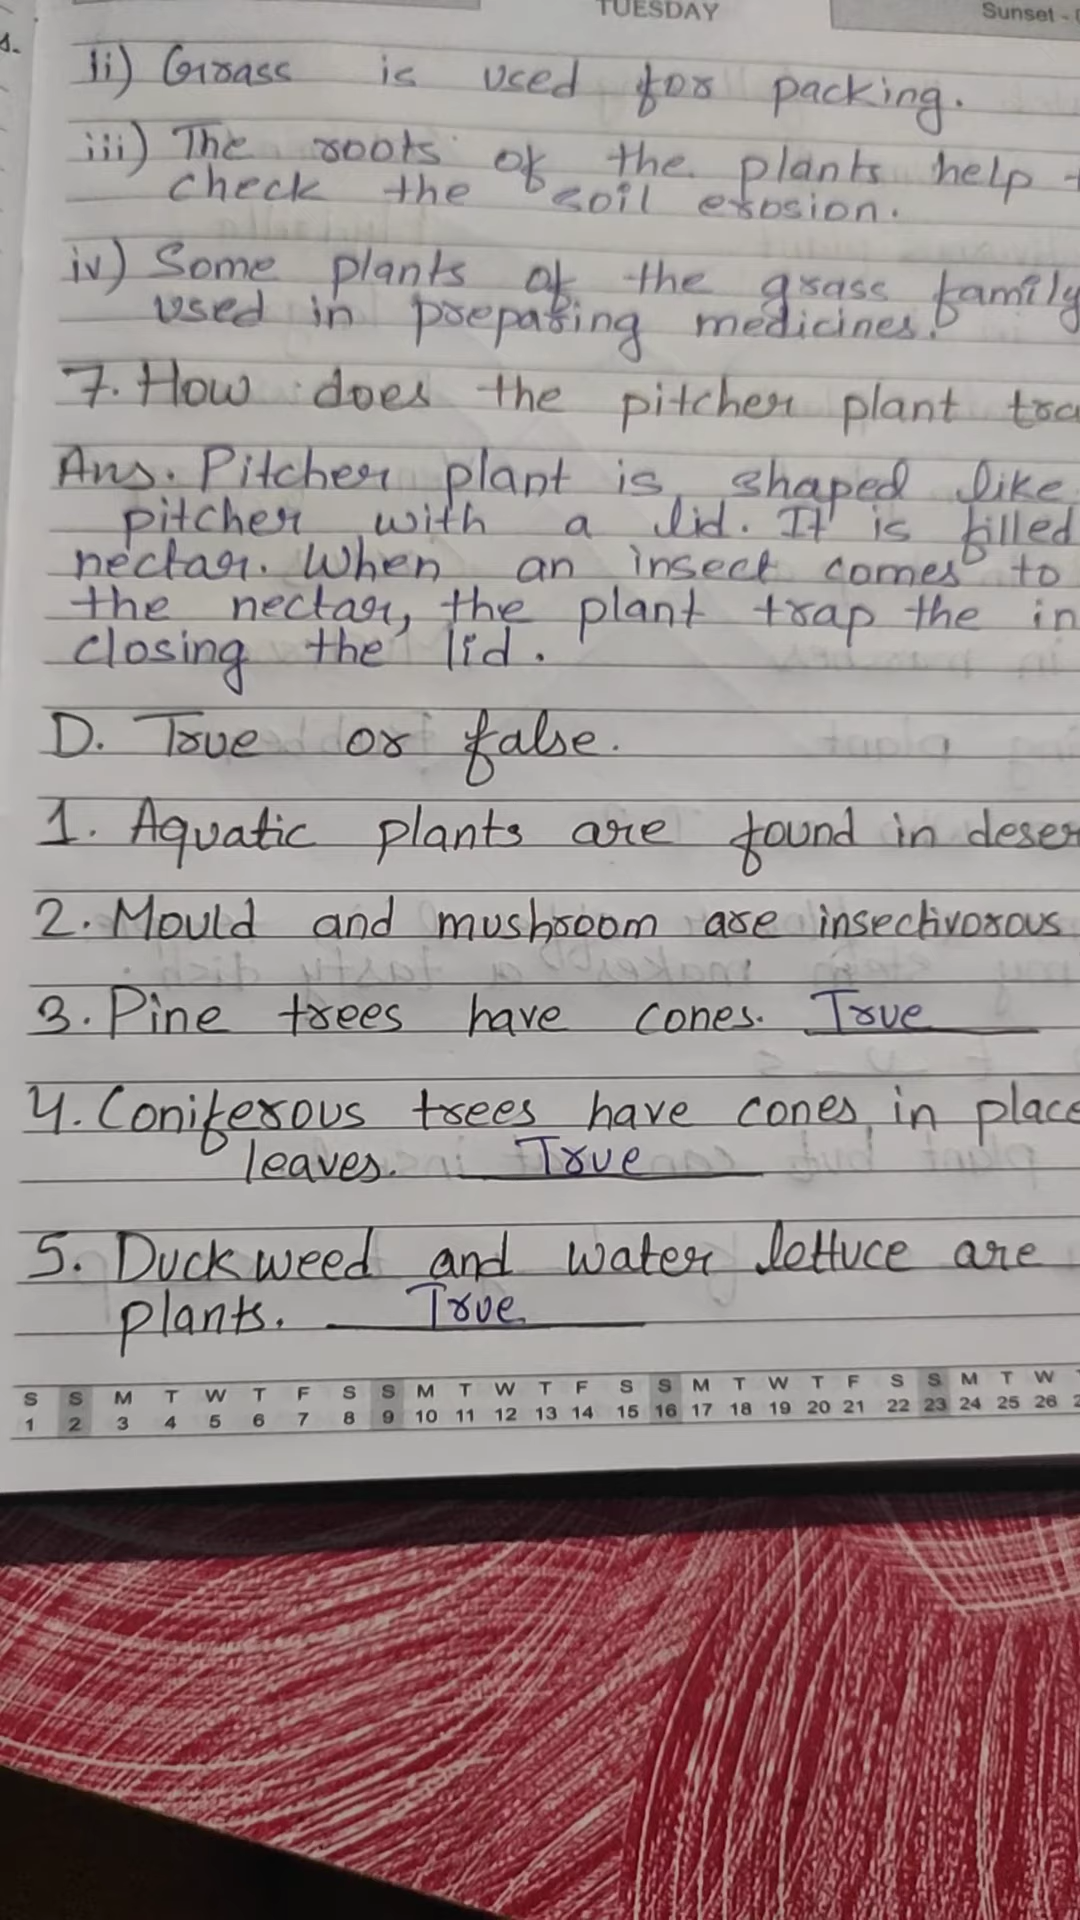 TUESDAY
Sunset -
ii) Grass is used for packing.
iii) The roots of the plants help
check the soil erosion.
iv) Some plants of the grass family
used in preparing medicines.
7. How does the pitcher plant
Ans. Pitcher plant is shaped like
pitcher with a lid. It is filled
nectar. When an insect comes to
the nectar, the plant trap the in
closing the lid.
D. True or false.
1. Aquatic plants are found in deser
2. Mould and mushroom are insectivorous
3. Pine trees have cones. True
4. Coniferous trees have cones in place
leaves. True
5. Duckweed and water lettuce are
plants. True
S S M T W T F S S M T W T F S S M T W T F S S M T W
1 2 3 4 5 6 7 8 9 10 11 12 13 14 15 16 17 18 19 20 21 22 23 24 25 26